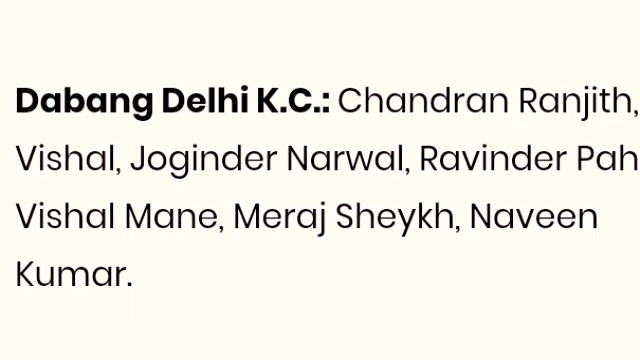 Dabang Delhi K.C.: Chandran Ranjith,
Vishal, Joginder Narwal, Ravinder Pah
Vishal Mane, Meraj Sheykh, Naveen
Kumar.